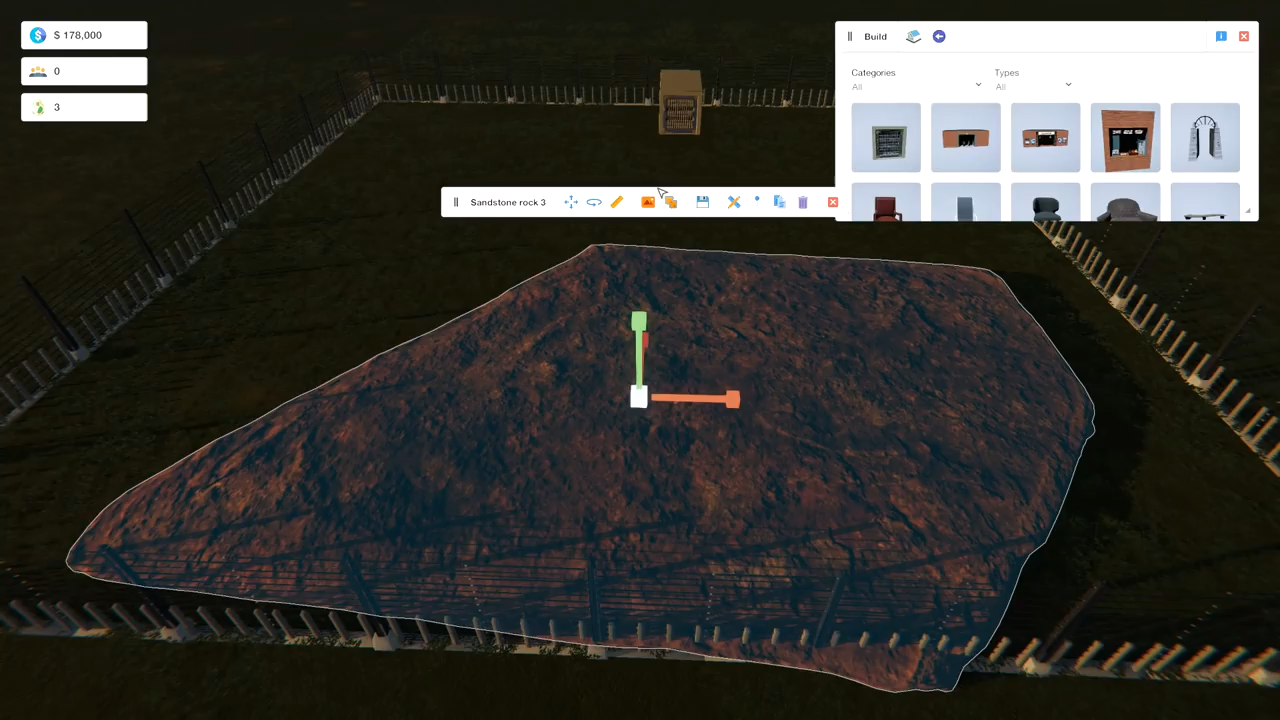 $ 178,000
0
3
Build
Categories
All
Types
All
Sandstone rock 3